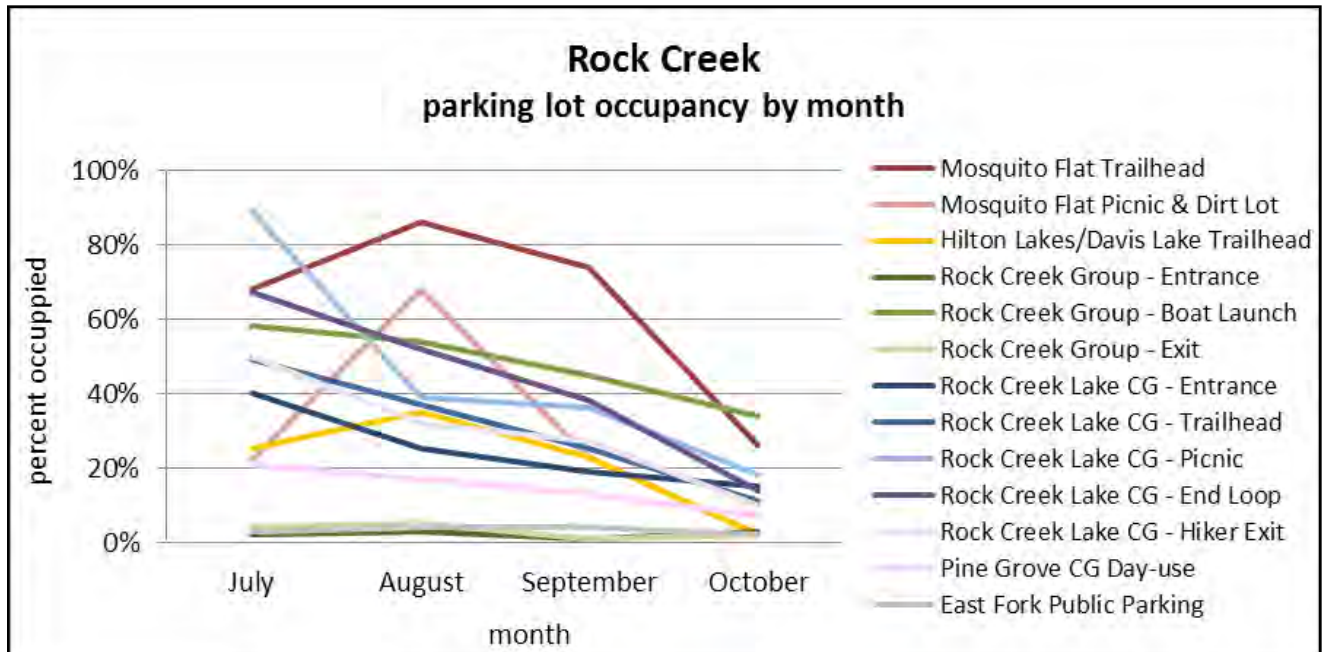 Rock Creek
parking lot occupancy by month
percent occuppied
100%
80%
60%
40%
20%
0%
July August September October
month
Mosquito Flat Trailhead
Mosquito Flat Picnic & Dirt Lot
Hilton Lakes/Davis Lake Trailhead
Rock Creek Group - Entrance
Rock Creek Group - Boat Launch
Rock Creek Group - Exit
Rock Creek Lake CG - Entrance
Rock Creek Lake CG - Trailhead
Rock Creek Lake CG - Picnic
Rock Creek Lake CG - End Loop
Rock Creek Lake CG - Hiker Exit
Pine Grove CG Day-use
East Fork Public Parking